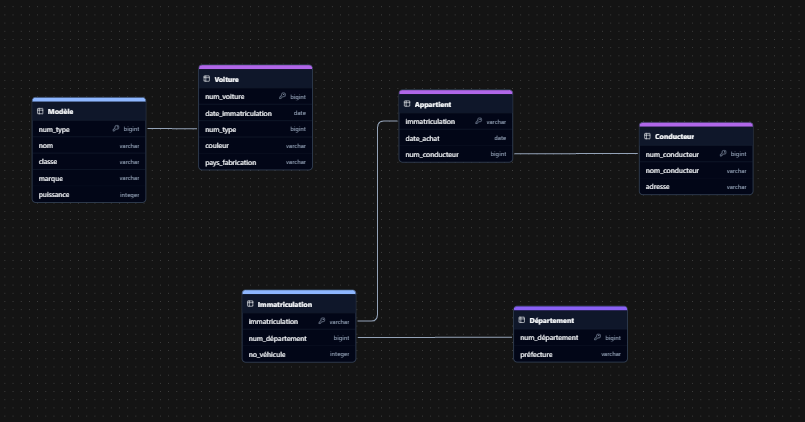 Modèle
num_type bigint
nom varchar
classe varchar
marque varchar
puissance integer
Voiture
num_voiture bigint
date_immatriculation date
num_type bigint
couleur varchar
pays_fabrication varchar
Appartient
immatriculation varchar
date_achat date
num_conducteur bigint
Conducteur
num_conducteur bigint
nom_conducteur varchar
adresse varchar
Immatriculation
immatriculation varchar
num_département bigint
no_véhicule integer
Département
num_département bigint
préfecture varchar